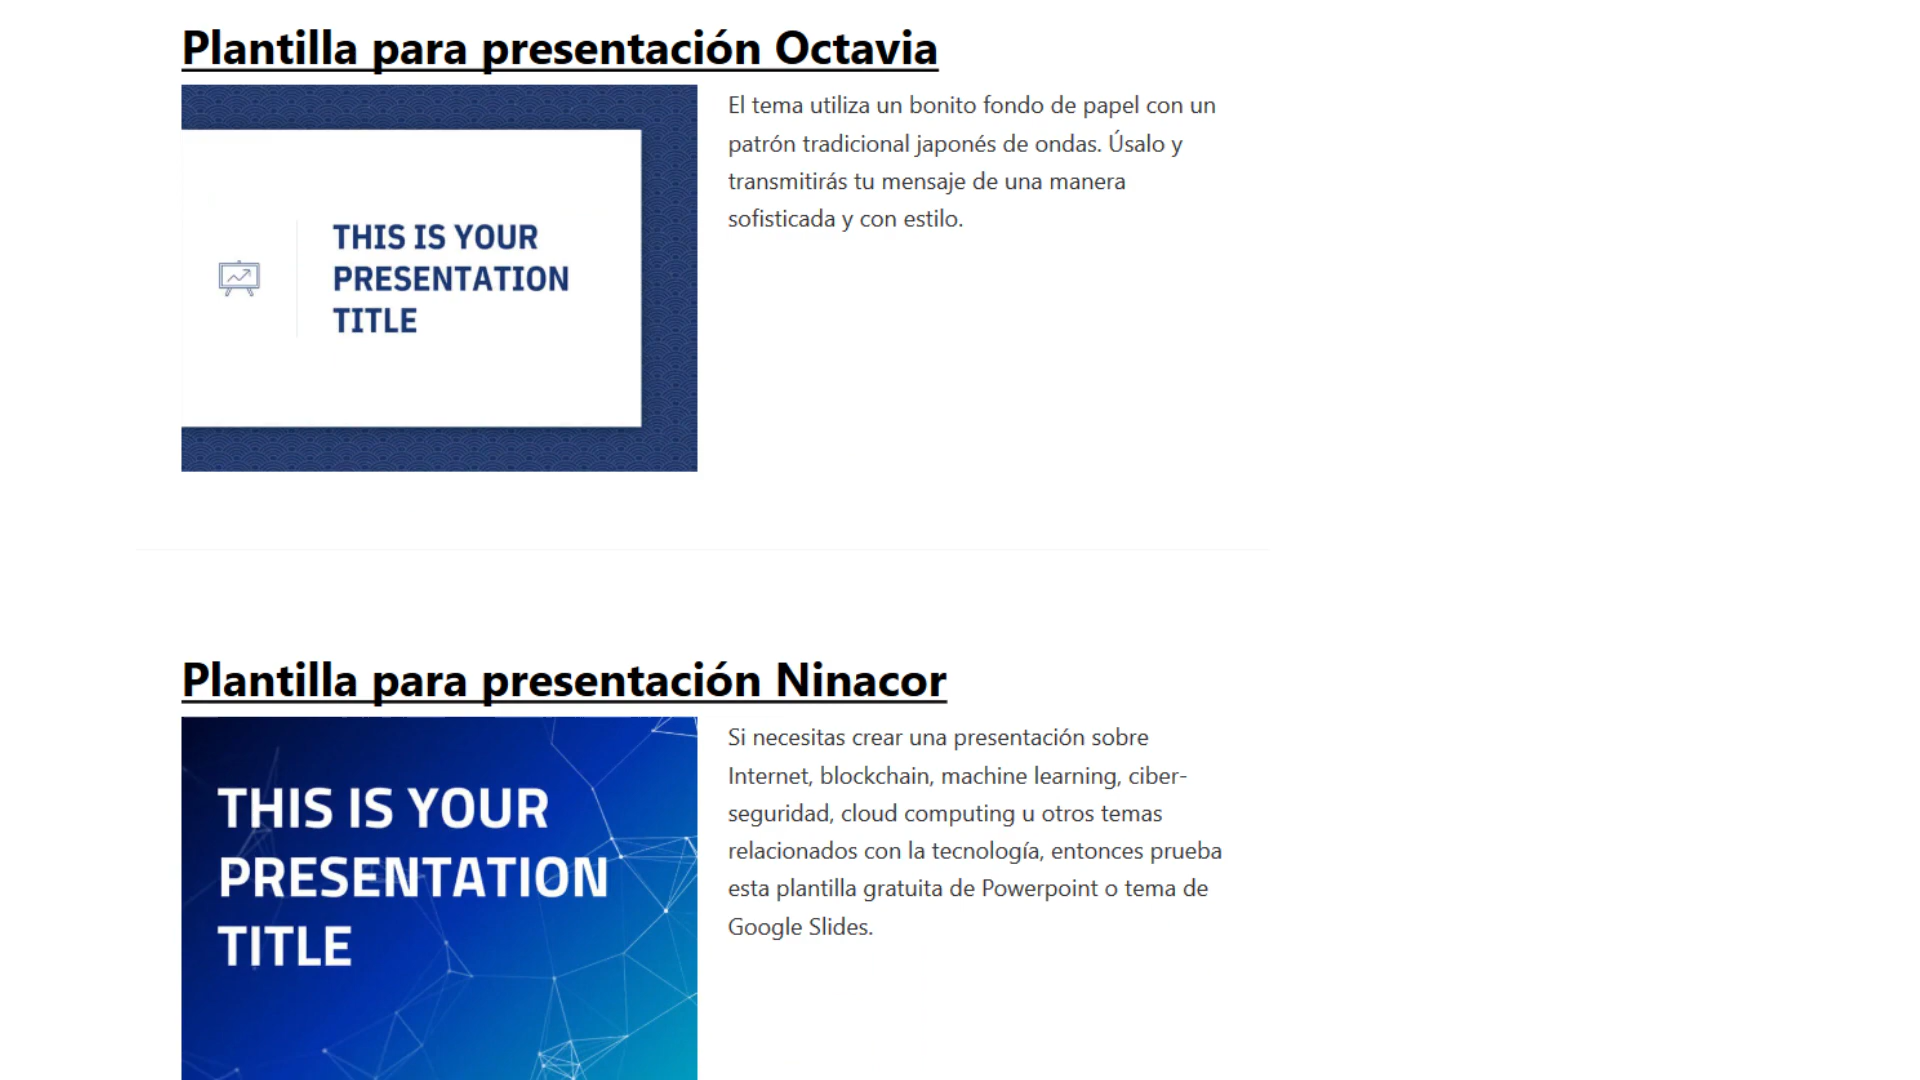 Plantilla para presentación Octavia
THIS IS YOUR
PRESENTATION
TITLE
El tema utiliza un bonito fondo de papel con un
patrón tradicional japonés de ondas. Úsalo y
transmitirás tu mensaje de una manera
sofisticada y con estilo.
Plantilla para presentación Ninacor
THIS IS YOUR
PRESENTATION
TITLE
Si necesitas crear una presentación sobre
Internet, blockchain, machine learning, ciber-
seguridad, cloud computing u otros temas
relacionados con la tecnología, entonces prueba
esta plantilla gratuita de Powerpoint o tema de
Google Slides.